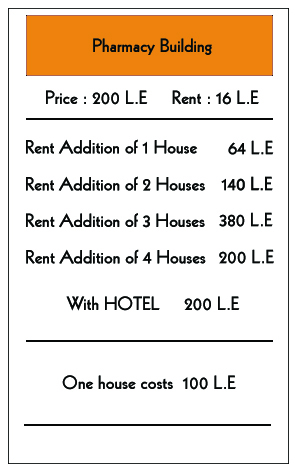 Pharmacy Building
Price : 200 L.E Rent : 16 L.E
Rent Addition of 1 House 64 L.E
Rent Addition of 2 Houses 140 L.E
Rent Addition of 3 Houses 380 L.E
Rent Addition of 4 Houses 200 L.E
With HOTEL 200 L.E
One house costs 100 L.E